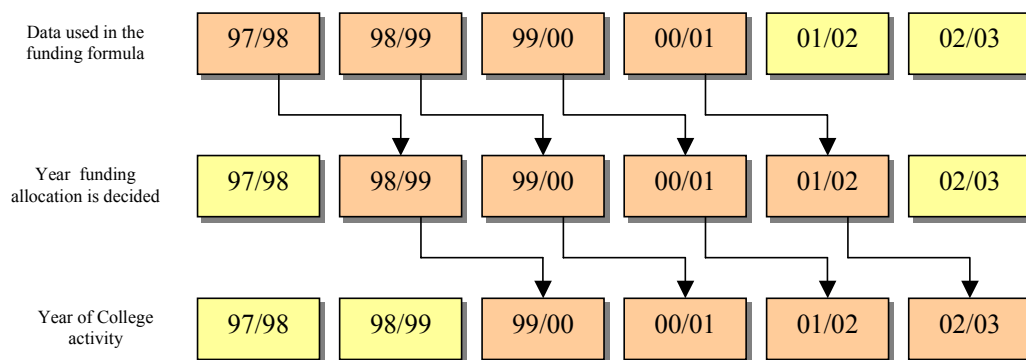 Data used in the
funding formula
97/98 98/99 99/00 00/01 01/02 02/03
Year funding
allocation is decided
97/98 98/99 99/00 00/01 01/02 02/03
Year of College
activity
97/98 98/99 99/00 00/01 01/02 02/03